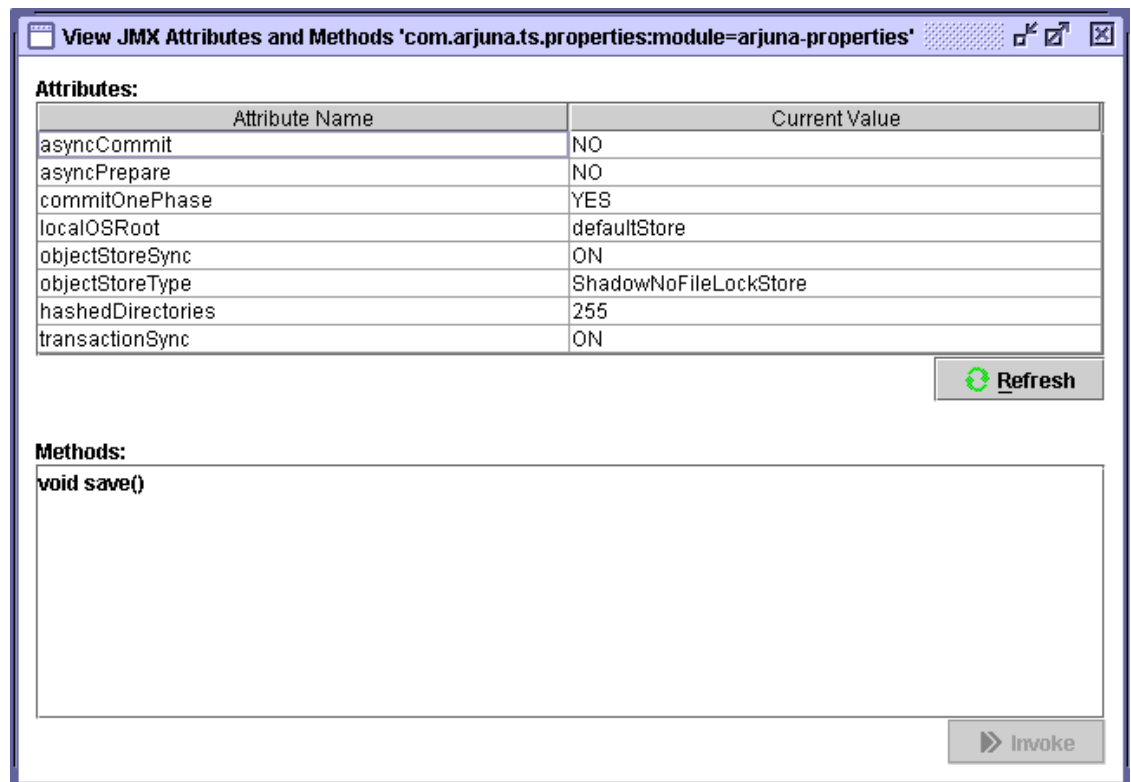 View JMX Attributes and Methods 'com.arjuna.ts.properties:module=arjuna-properties'
Attributes:
Attribute Name Current Value
asyncCommit NO
asyncPrepare NO
commitOnePhase YES
localOSRoot defaultStore
objectStoreSync ON
objectStoreType ShadowNoFileLockStore
hashedDirectories 255
transactionSync ON
Refresh
Methods:
void save()
Invoke